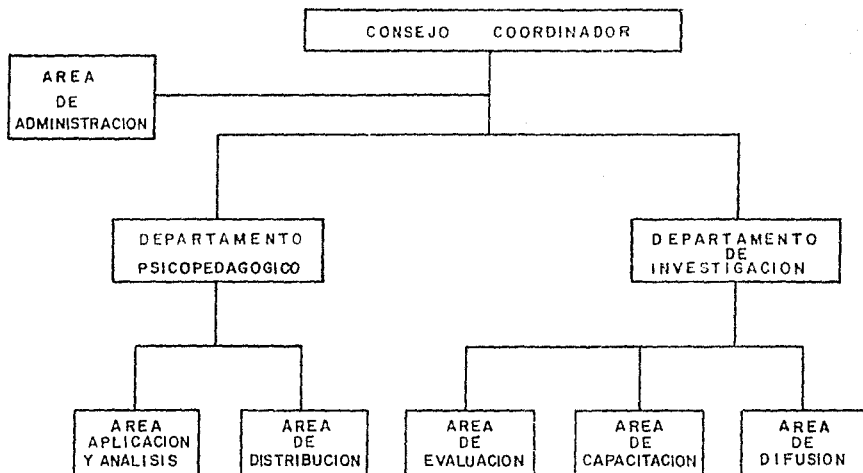 CONSEJO COORDINADOR
AREA
DE
ADMINISTRACION
DEPARTAMENTO
PSICOPEDAGOGICO
DEPARTAMENTO
DE
INVESTIGACION
AREA
APLICACION
Y ANALISIS
AREA
DE
DISTRIBUCION
AREA
DE
EVALUACION
AREA
DE
CAPACITACION
AREA
DE
DIFUSION